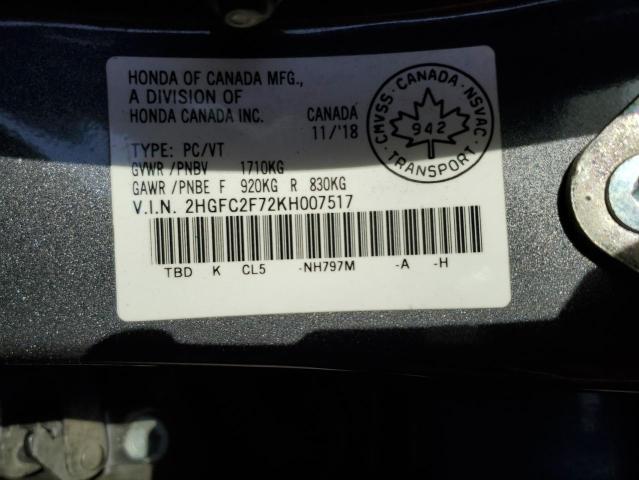 HONDA OF CANADA MFG.,
A DIVISION OF
HONDA CANADA INC. CANADA
11/'18
CMVSS · CANADA · NSVAC
942
TRANSPORT
TYPE: PC/VT
GVWR/PNBV 1710KG
GAWR/PNBE F 920KG R 830KG
V.I.N. 2HGFC2F72KH007517
TBD K CL5 -NH797M -A -H